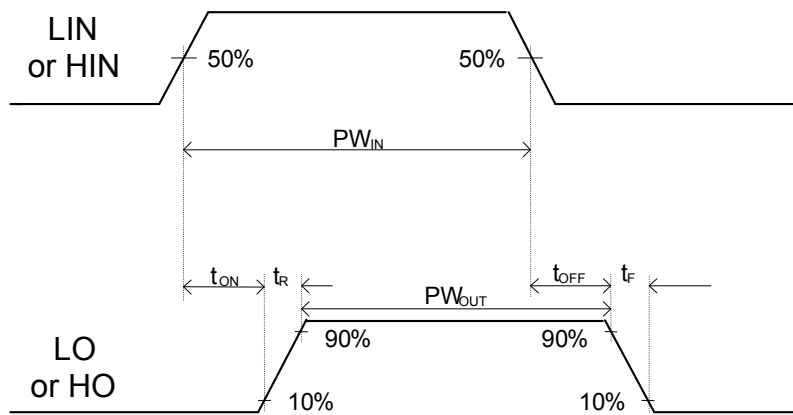 LIN
or HIN
50%
50%
PWIN
tON
tR
tOFF
tF
PWOUT
LO
or HO
90%
90%
10%
10%